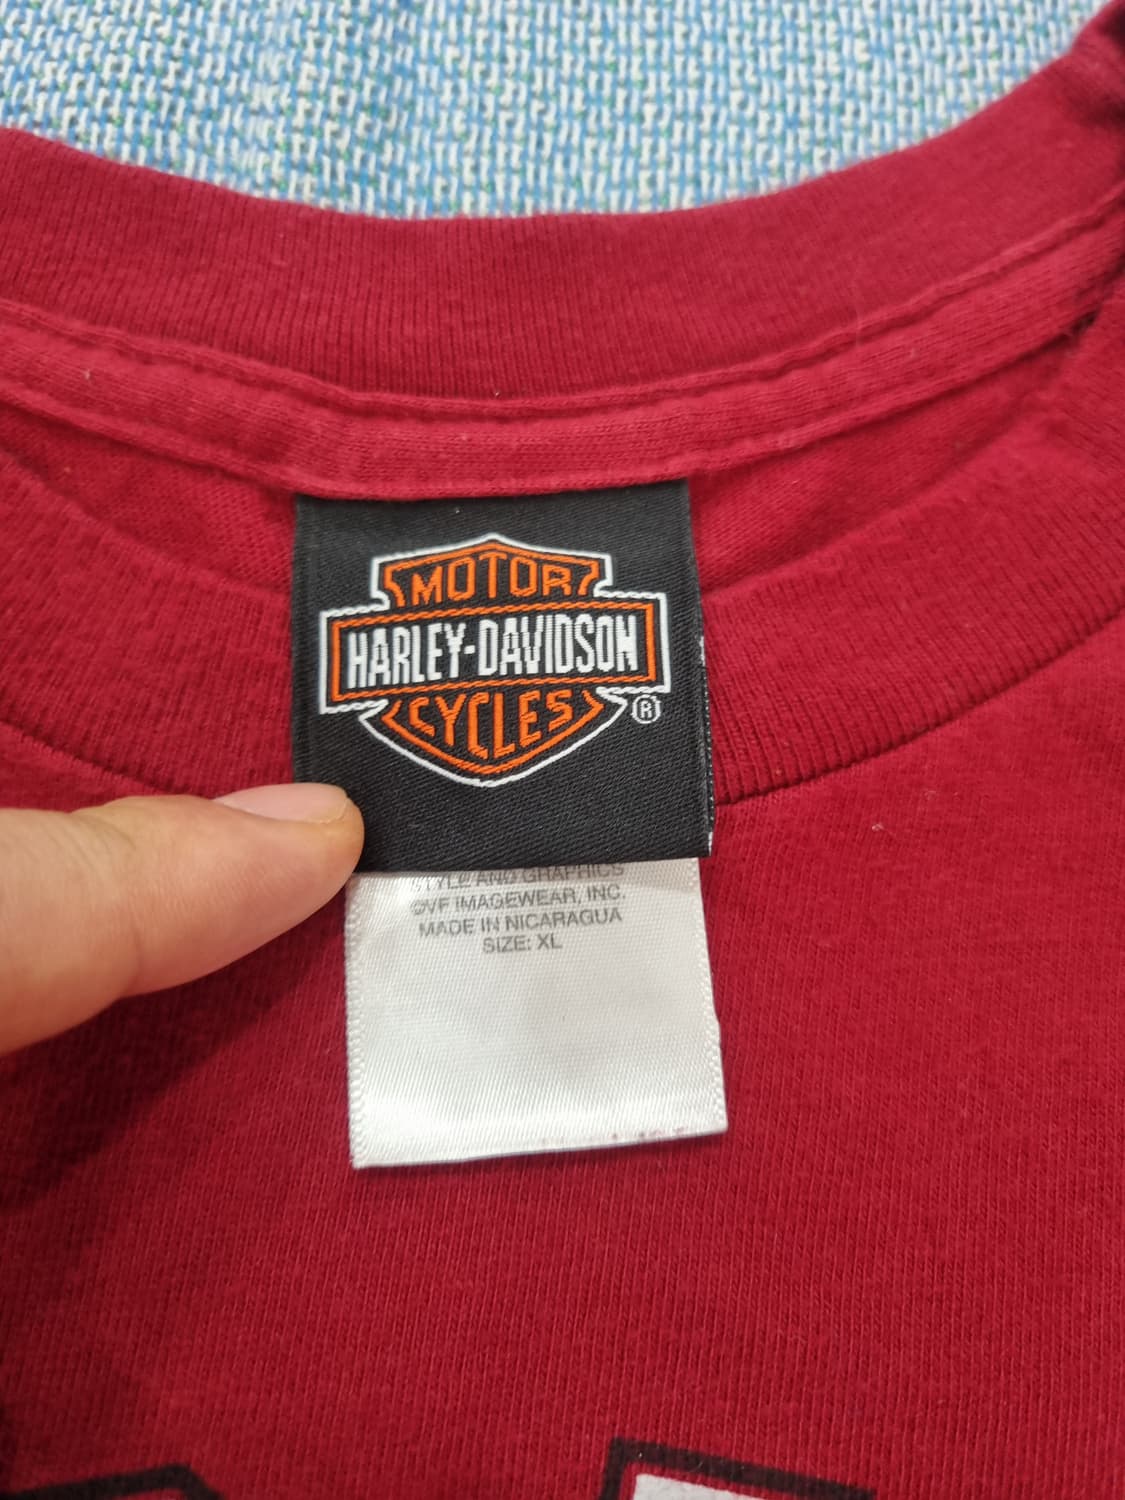 MOTOR
HARLEY-DAVIDSON
CYCLES
®
STYLE AND GRAPHICS
©VF IMAGEWEAR, INC.
MADE IN NICARAGUA
SIZE: XL